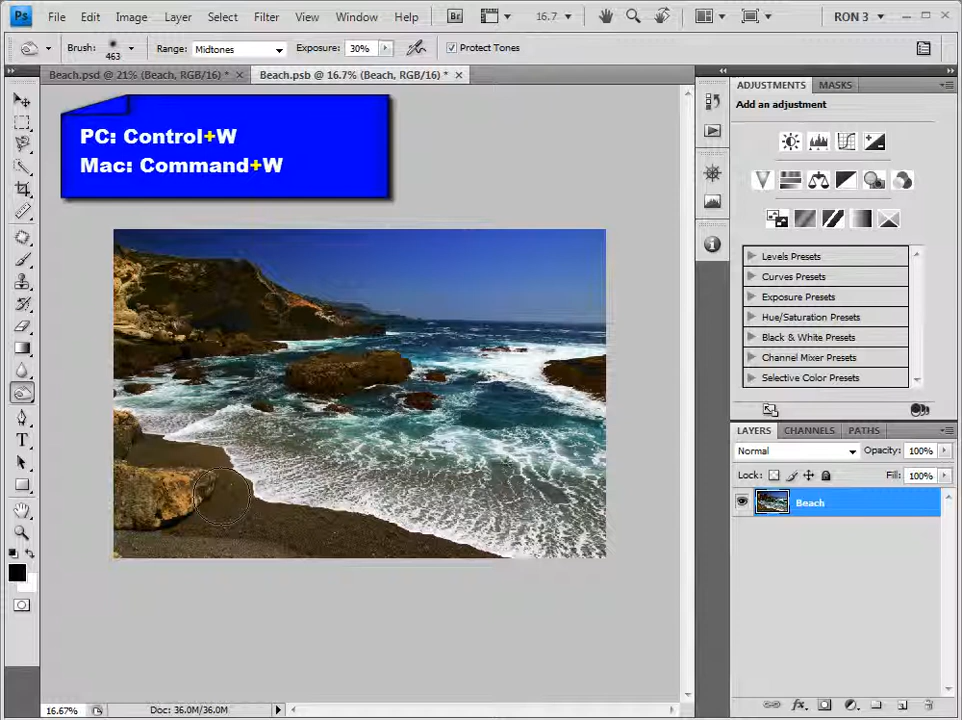 Ps File Edit Image Layer Select Filter View Window Help Br 16.7 RON 3
Brush: 463 Range: Midtones Exposure: 30% Protect Tones
Beach.psd @ 21% (Beach, RGB/16) * Beach.psb @ 16.7% (Beach, RGB/16) *
PC: Control+W
Mac: Command+W
ADJUSTMENTS MASKS
Add an adjustment
Levels Presets
Curves Presets
Exposure Presets
Hue/Saturation Presets
Black & White Presets
Channel Mixer Presets
Selective Color Presets
LAYERS CHANNELS PATHS
Normal Opacity: 100%
Lock: Fill: 100%
Beach
16.67% Doc: 36.0M/36.0M